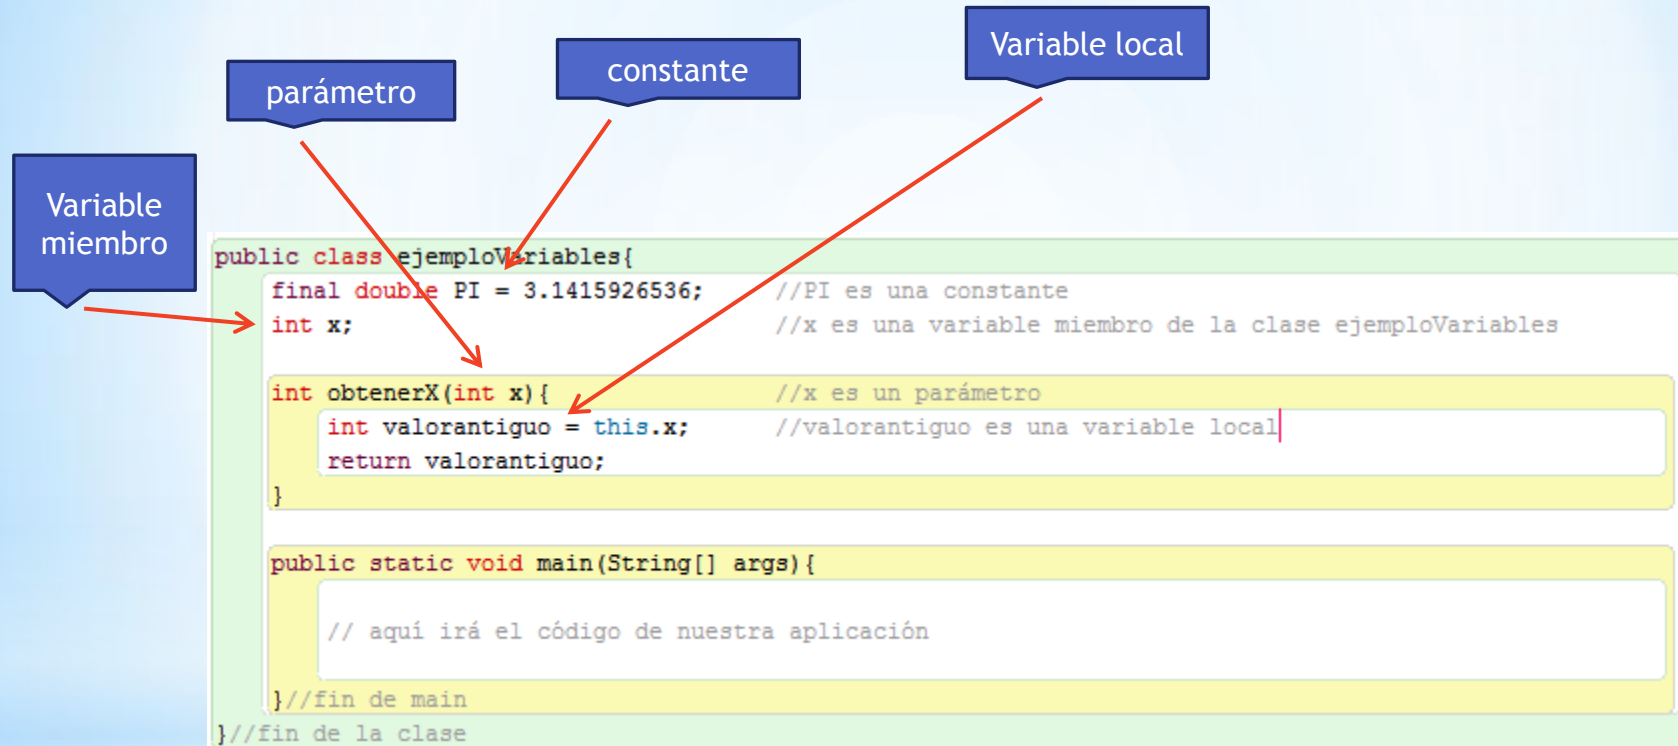 Variable local
constante
parámetro
Variable
miembro
public class ejemploVariables{
final double PI = 3.1415926536; //PI es una constante
int x; //x es una variable miembro de la clase ejemploVariables
int obtenerX(int x){ //x es un parámetro
int valorantiguo = this.x; //valorantiguo es una variable local
return valorantiguo;
}
public static void main(String[] args){
// aquí irá el código de nuestra aplicación
}//fin de main
}//fin de la clase